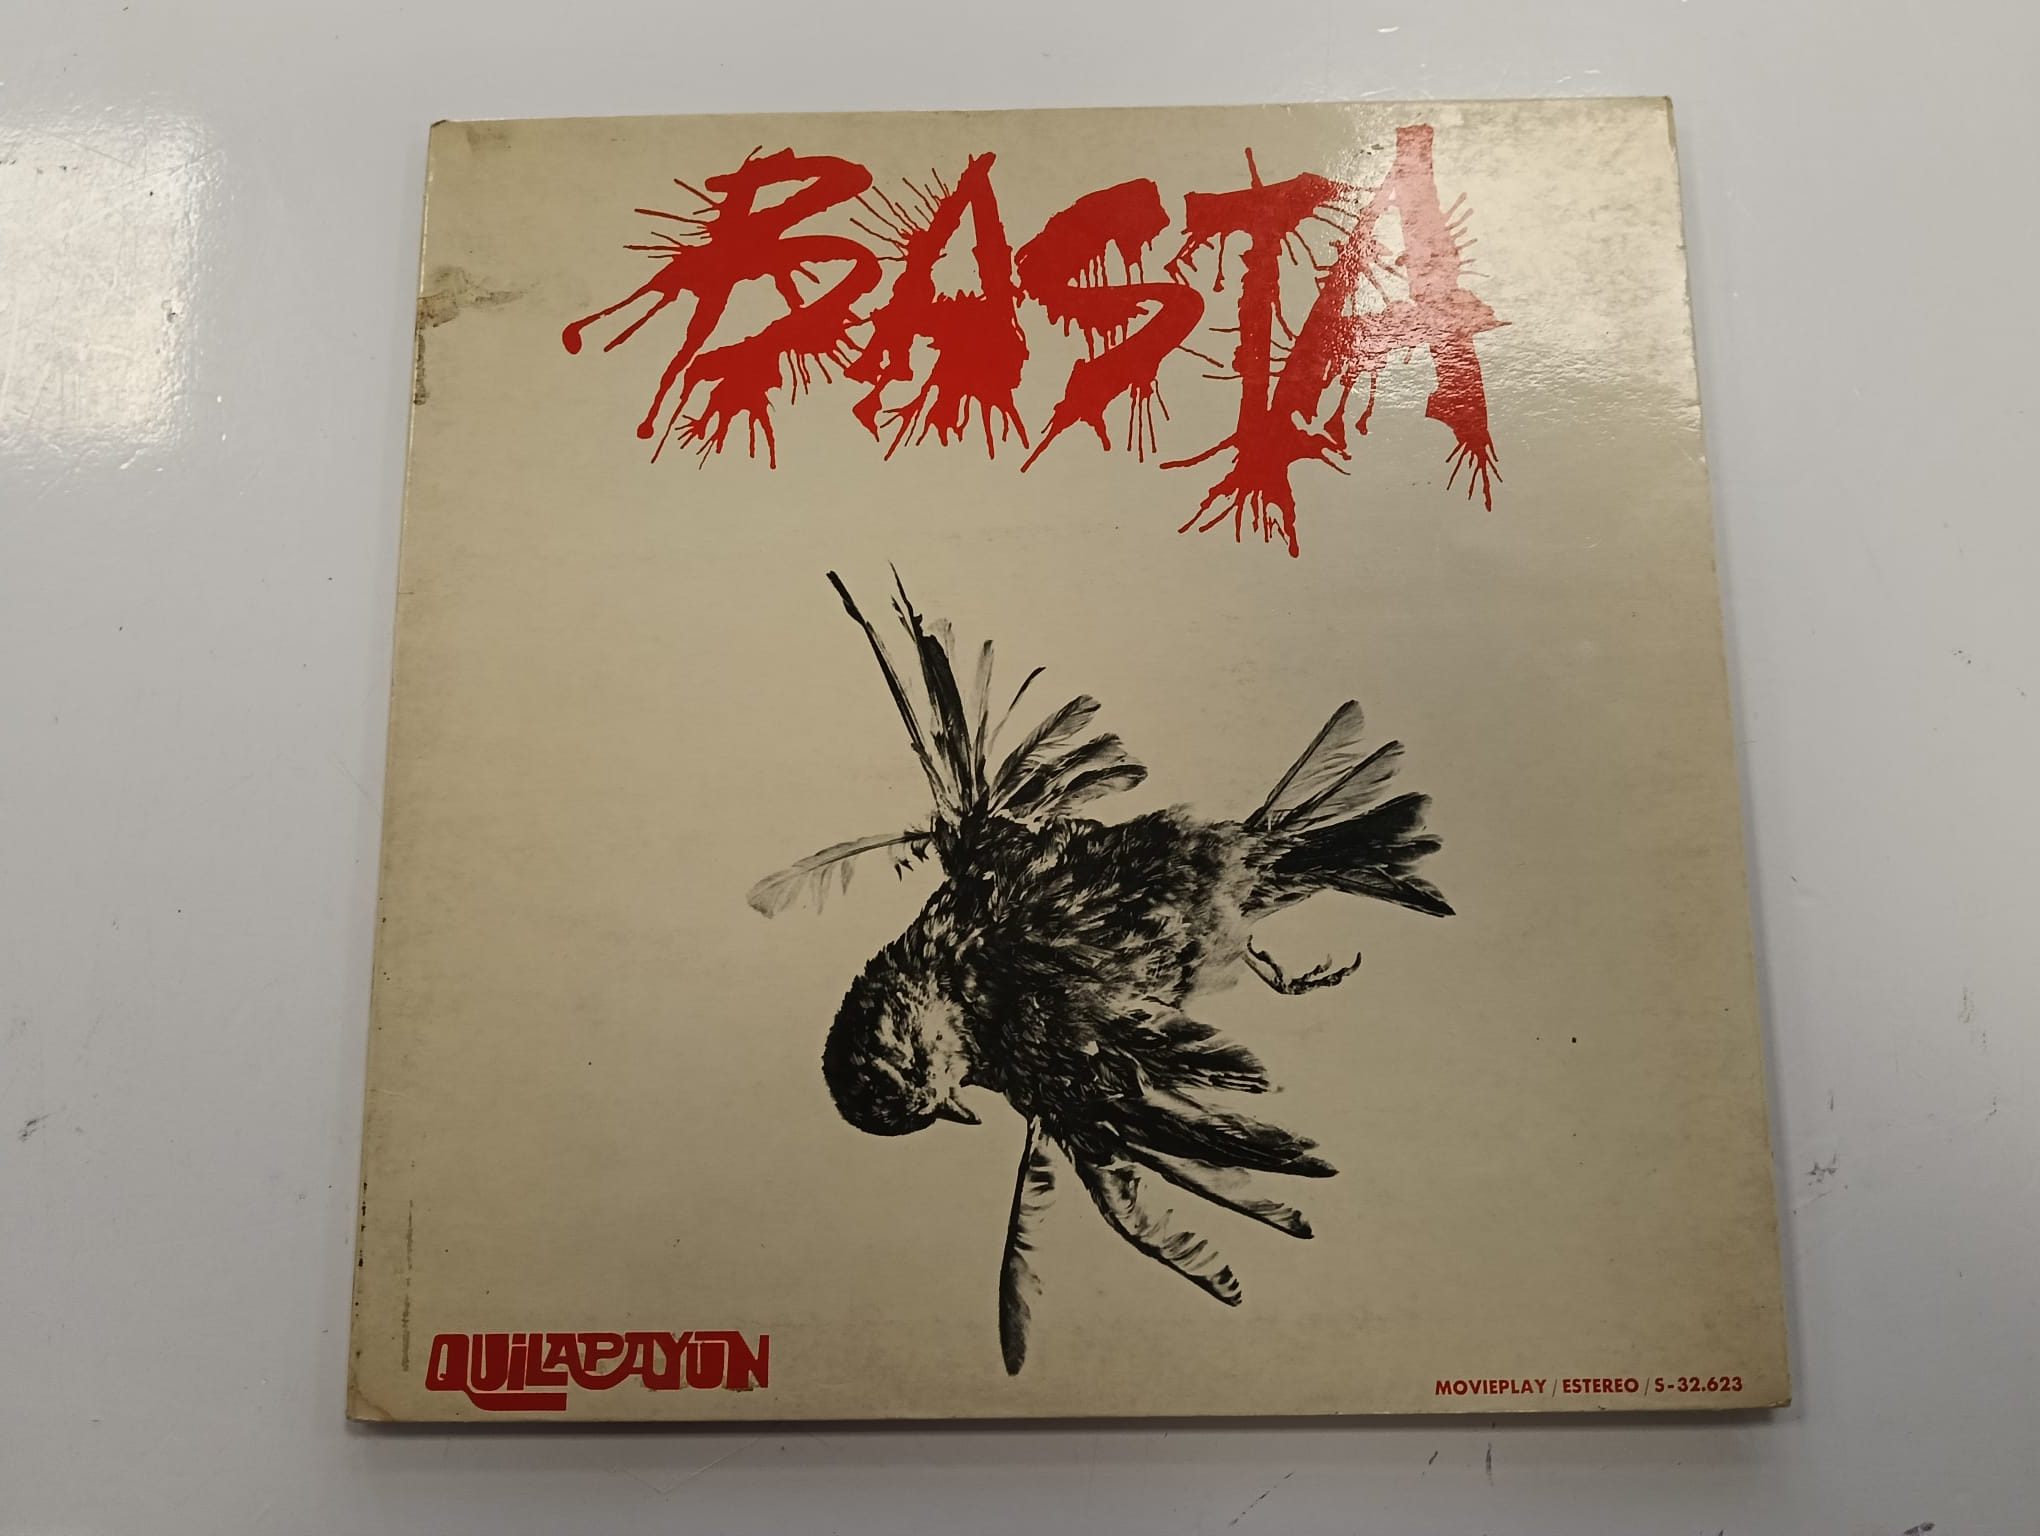 BASTA
QUILAPAYUN
MOVIEPLAY / ESTEREO / S-32.623